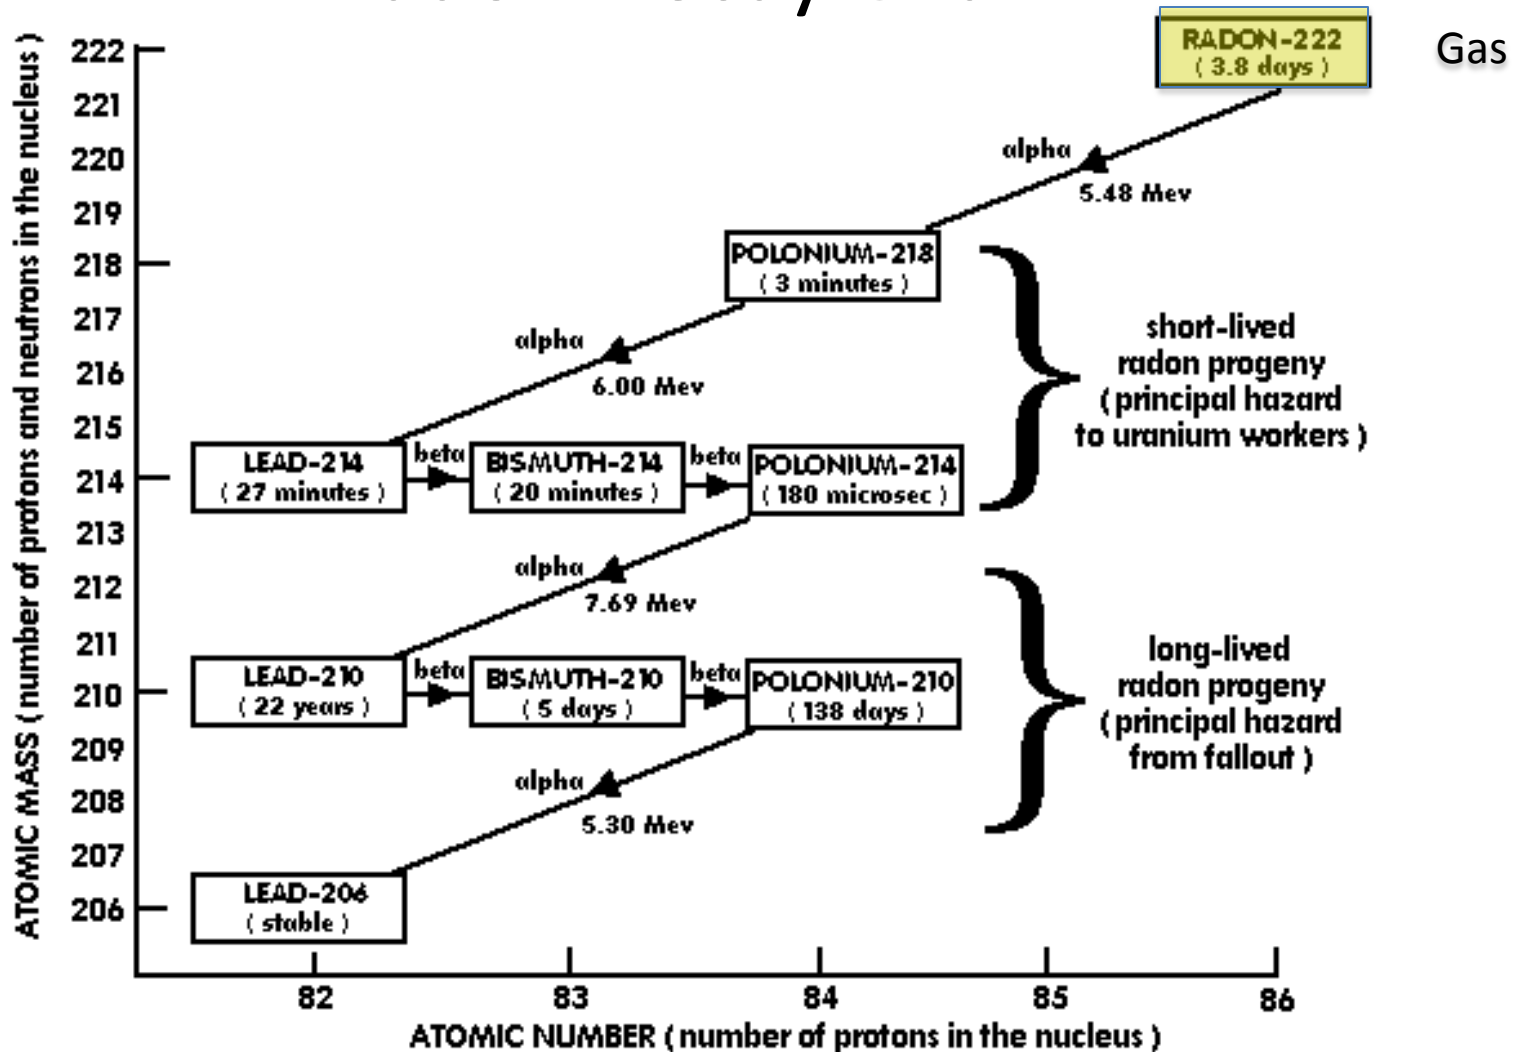 RADON-222
( 3.8 days )
Gas
222
221
220
219
218
217
216
215
214
213
212
211
210
209
208
207
206
ATOMIC MASS ( number of protons and neutrons in the nucleus )
alpha
5.48 Mev
POLONIUM-218
( 3 minutes )
alpha
6.00 Mev
short-lived
radon progeny
( principal hazard
to uranium workers )
LEAD-214
( 27 minutes )
beta
BISMUTH-214
( 20 minutes )
beta
POLONIUM-214
( 180 microsec )
alpha
7.69 Mev
LEAD-210
( 22 years )
beta
BISMUTH-210
( 5 days )
beta
POLONIUM-210
( 138 days )
long-lived
radon progeny
( principal hazard
from fallout )
alpha
5.30 Mev
LEAD-206
( stable )
82 83 84 85 86
ATOMIC NUMBER ( number of protons in the nucleus )